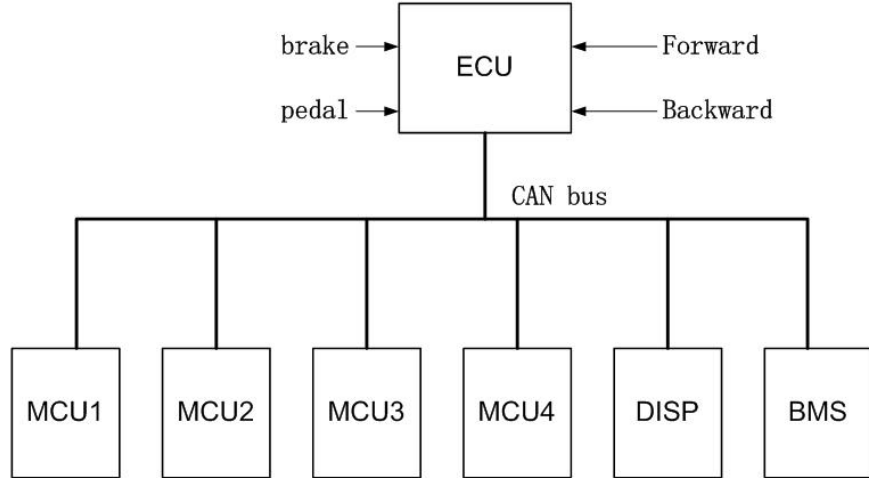 brake
Forward
ECU
pedal
Backward
CAN bus
MCU1
MCU2
MCU3
MCU4
DISP
BMS